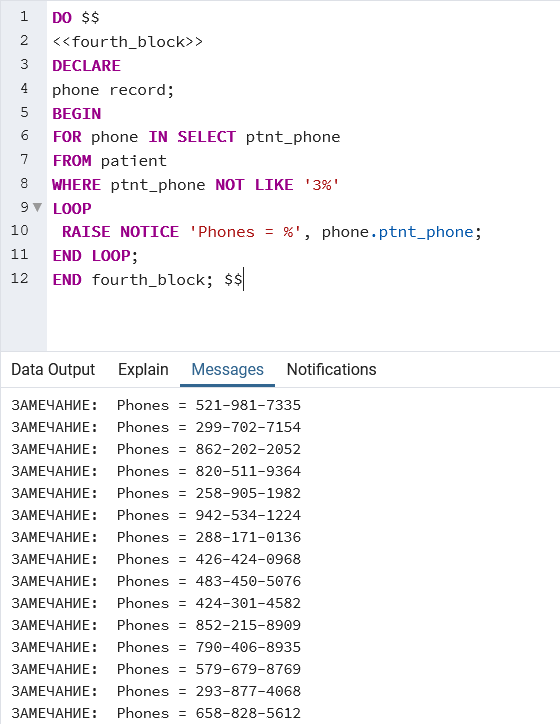 1 DO $$
2 <<fourth_block>>
3 DECLARE
4 phone record;
5 BEGIN
6 FOR phone IN SELECT ptnt_phone
7 FROM patient
8 WHERE ptnt_phone NOT LIKE '3%'
9 LOOP
10 RAISE NOTICE 'Phones = %', phone.ptnt_phone;
11 END LOOP;
12 END fourth_block; $$
Data Output Explain Messages Notifications
ЗАМЕЧАНИЕ: Phones = 521-981-7335
ЗАМЕЧАНИЕ: Phones = 299-702-7154
ЗАМЕЧАНИЕ: Phones = 862-202-2052
ЗАМЕЧАНИЕ: Phones = 820-511-9364
ЗАМЕЧАНИЕ: Phones = 258-905-1982
ЗАМЕЧАНИЕ: Phones = 942-534-1224
ЗАМЕЧАНИЕ: Phones = 288-171-0136
ЗАМЕЧАНИЕ: Phones = 426-424-0968
ЗАМЕЧАНИЕ: Phones = 483-450-5076
ЗАМЕЧАНИЕ: Phones = 424-301-4582
ЗАМЕЧАНИЕ: Phones = 852-215-8909
ЗАМЕЧАНИЕ: Phones = 790-406-8935
ЗАМЕЧАНИЕ: Phones = 579-679-8769
ЗАМЕЧАНИЕ: Phones = 293-877-4068
ЗАМЕЧАНИЕ: Phones = 658-828-5612